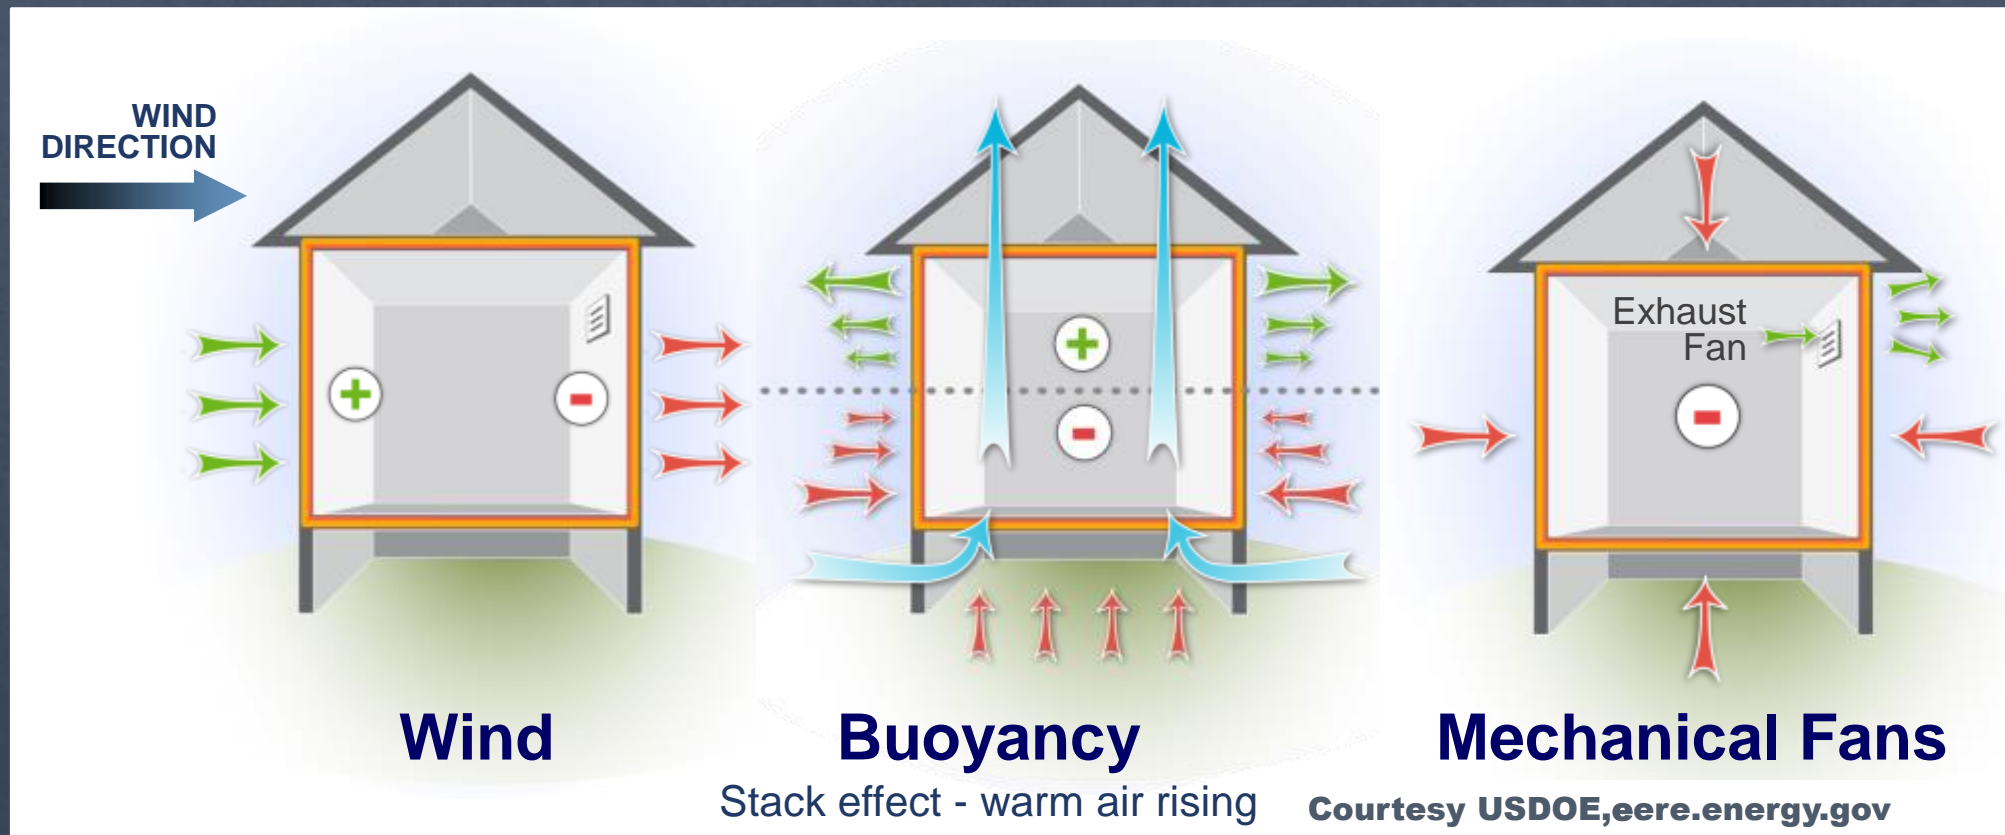 WIND
DIRECTION
Exhaust
Fan
Wind
Buoyancy
Mechanical Fans
Stack effect - warm air rising
Courtesy USDOE,eere.energy.gov